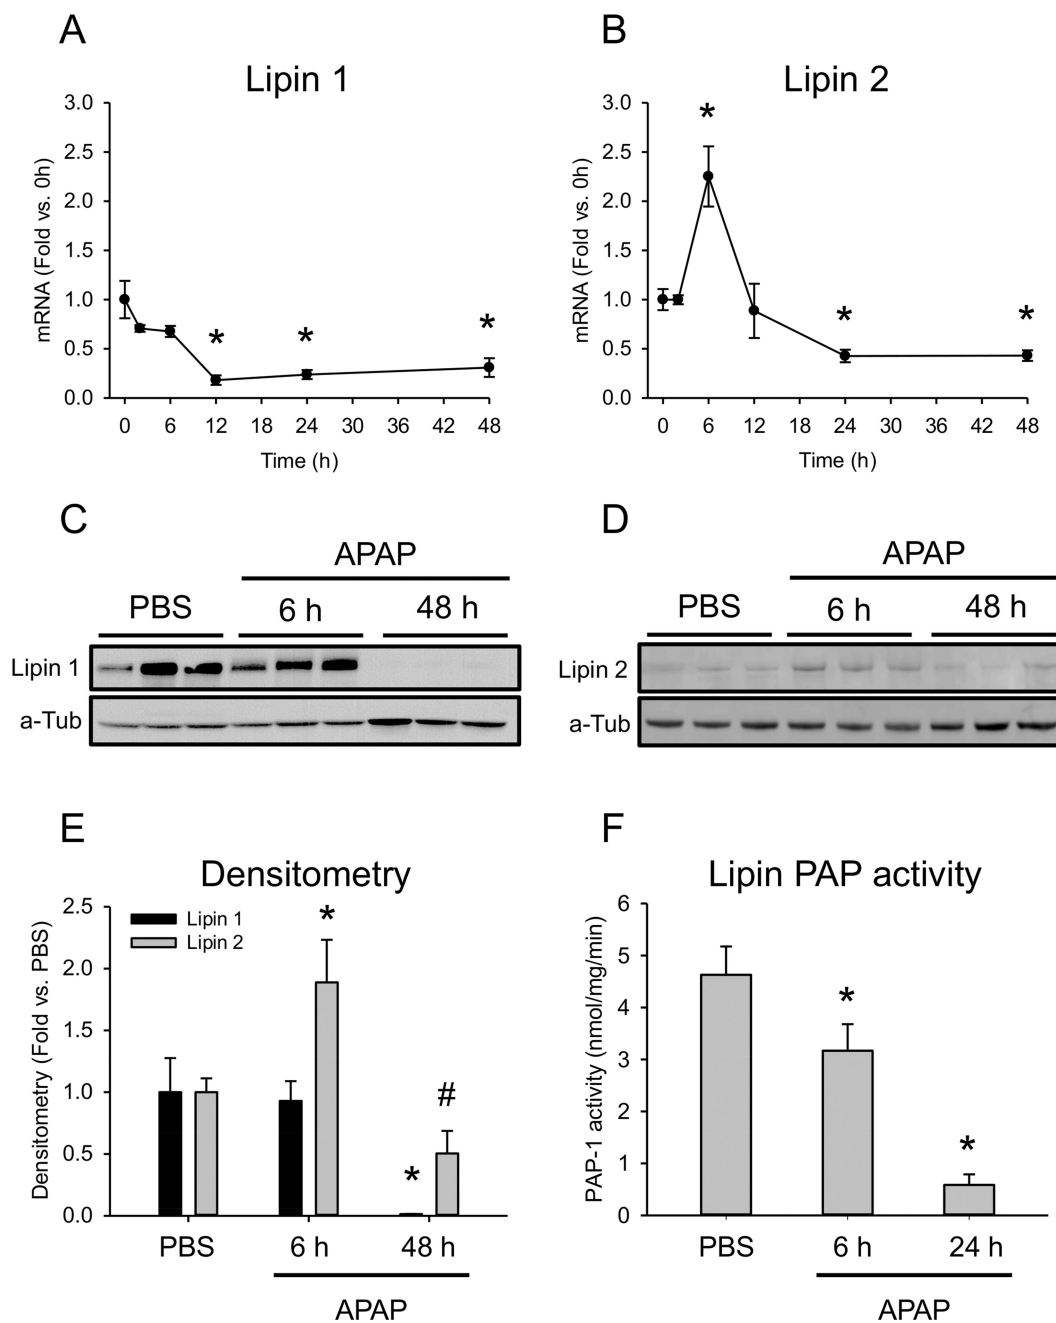 A
Lipin 1
mRNA (Fold vs. 0h)
3.0
2.5
2.0
1.5
1.0
0.5
0.0
*
*
*
0 6 12 18 24 30 36 42 48
Time (h)
B
Lipin 2
mRNA (Fold vs. 0h)
3.0
2.5
2.0
1.5
1.0
0.5
0.0
*
*
*
0 6 12 18 24 30 36 42 48
Time (h)
C
APAP
PBS 6 h 48 h
Lipin 1
a-Tub
D
APAP
PBS 6 h 48 h
Lipin 2
a-Tub
E
Densitometry
Densitometry (Fold vs. PBS)
2.5
2.0
1.5
1.0
0.5
0.0
Lipin 1
Lipin 2
*
*
#
PBS 6 h 48 h
APAP
F
Lipin PAP activity
PAP-1 activity (nmol/mg/min)
6
5
4
3
2
1
0
*
*
PBS 6 h 24 h
APAP